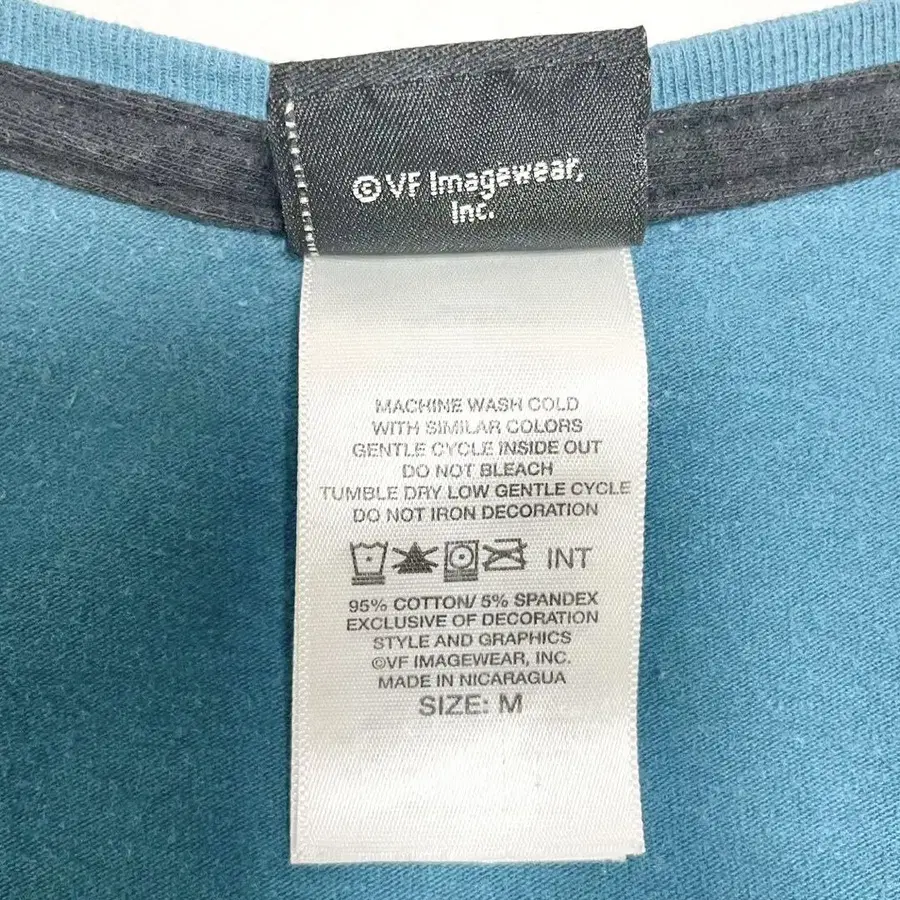 ©VF Imagewear,
Inc.
MACHINE WASH COLD
WITH SIMILAR COLORS
GENTLE CYCLE INSIDE OUT
DO NOT BLEACH
TUMBLE DRY LOW GENTLE CYCLE
DO NOT IRON DECORATION
INT
95% COTTON/ 5% SPANDEX
EXCLUSIVE OF DECORATION
STYLE AND GRAPHICS
©VF IMAGEWEAR, INC.
MADE IN NICARAGUA
SIZE: M